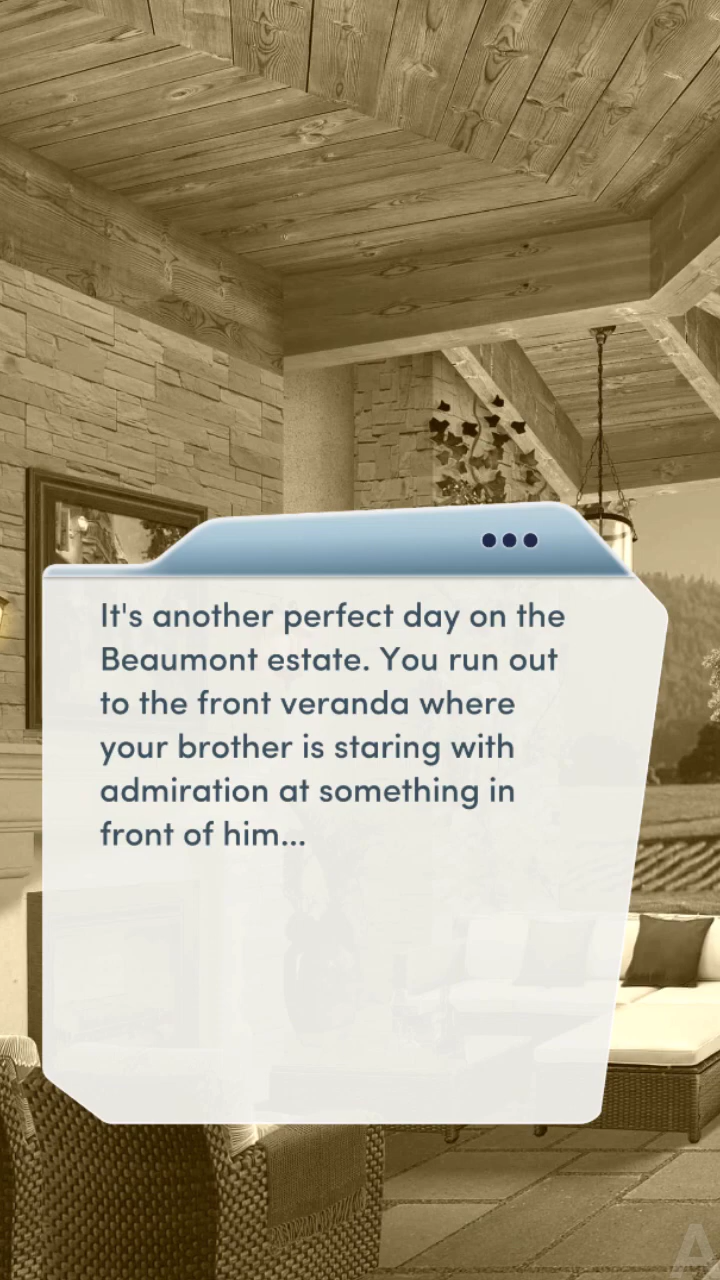 It's another perfect day on the
Beaumont estate. You run out
to the front veranda where
your brother is staring with
admiration at something in
front of him...
A